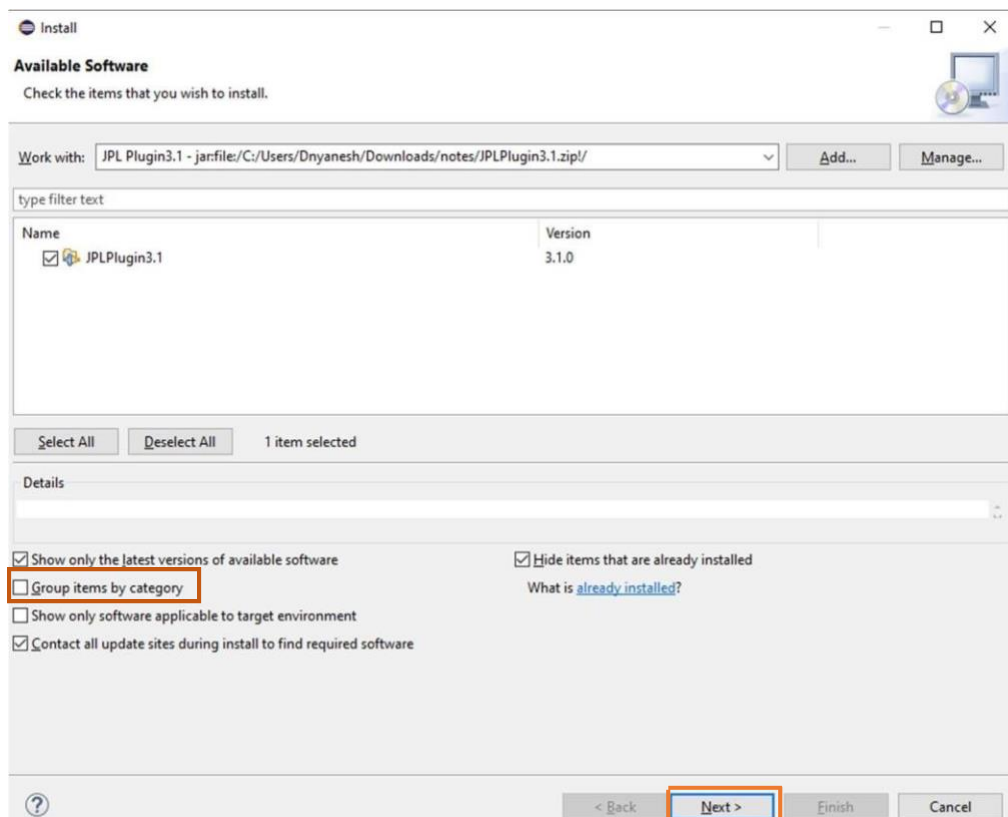 Install
Available Software
Check the items that you wish to install.
Work with: JPL Plugin3.1 - jar:file:/C:/Users/Dnyanesh/Downloads/notes/JPLPlugin3.1.zip!/ Add... Manage...
type filter text
Name Version
JPLPlugin3.1 3.1.0
Select All Deselect All 1 item selected
Details
Show only the latest versions of available software Hide items that are already installed
Group items by category What is already installed?
Show only software applicable to target environment
Contact all update sites during install to find required software
? < Back Next > Finish Cancel